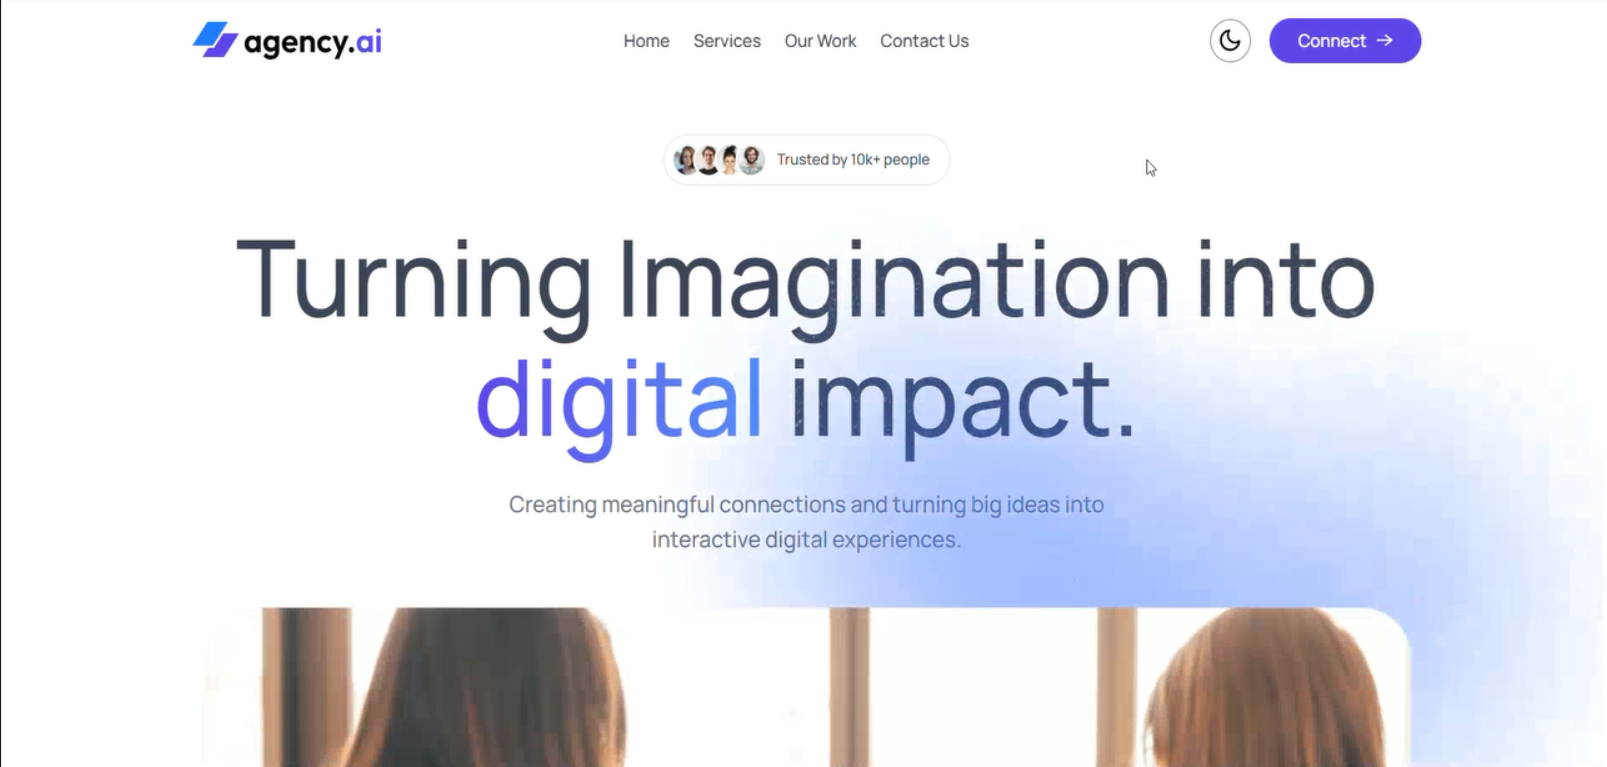 agency.ai
Home Services Our Work Contact Us
Connect
Trusted by 10k+ people
Turning Imagination into
digital impact.
Creating meaningful connections and turning big ideas into
interactive digital experiences.